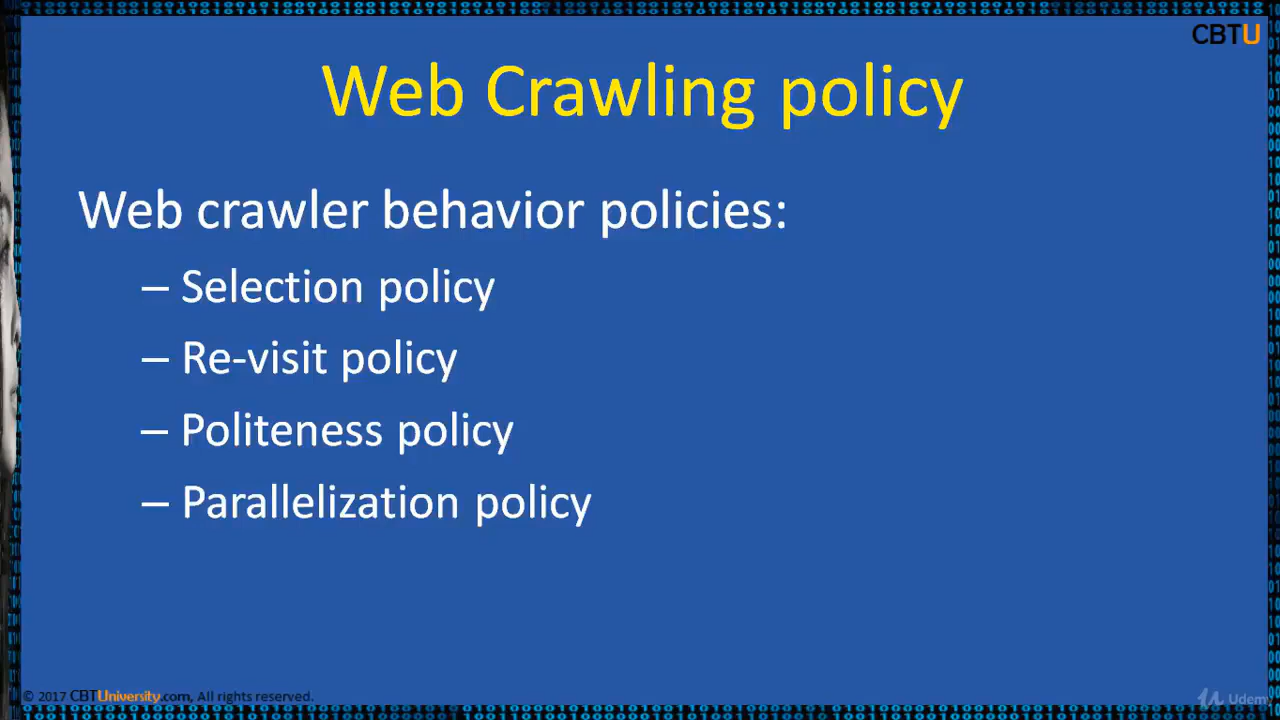 CBTU
Web Crawling policy
Web crawler behavior policies:
– Selection policy
– Re-visit policy
– Politeness policy
– Parallelization policy
© 2017 CBTUniversity.com, All rights reserved.
Udemy